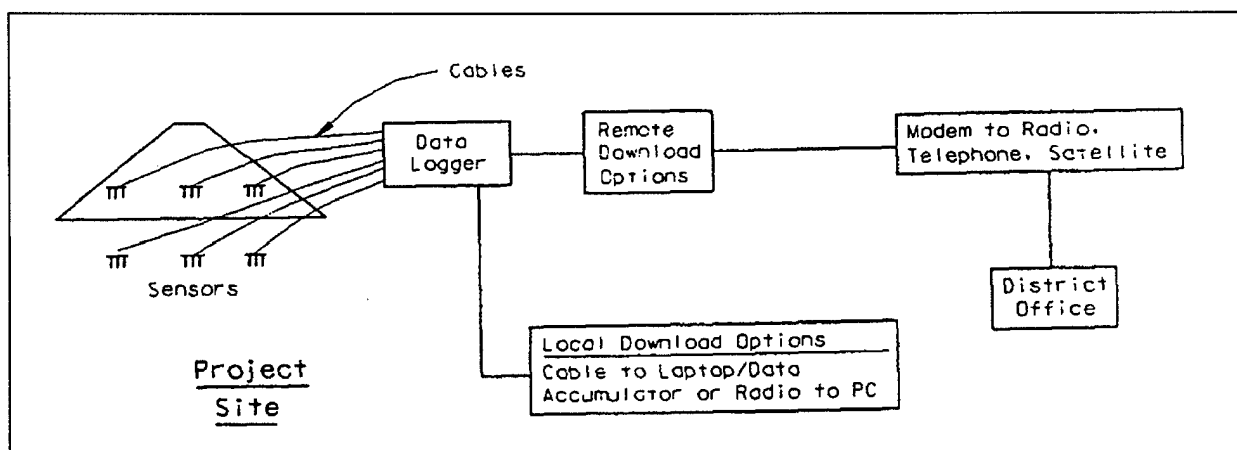 Cables
Data
Logger
Remote
Download
Options
Modem to Radio,
Telephone, Satellite
Sensors
District
Office
Local Download Options
Cable to Laptop/Data
Accumulator or Radio to PC
Project
Site